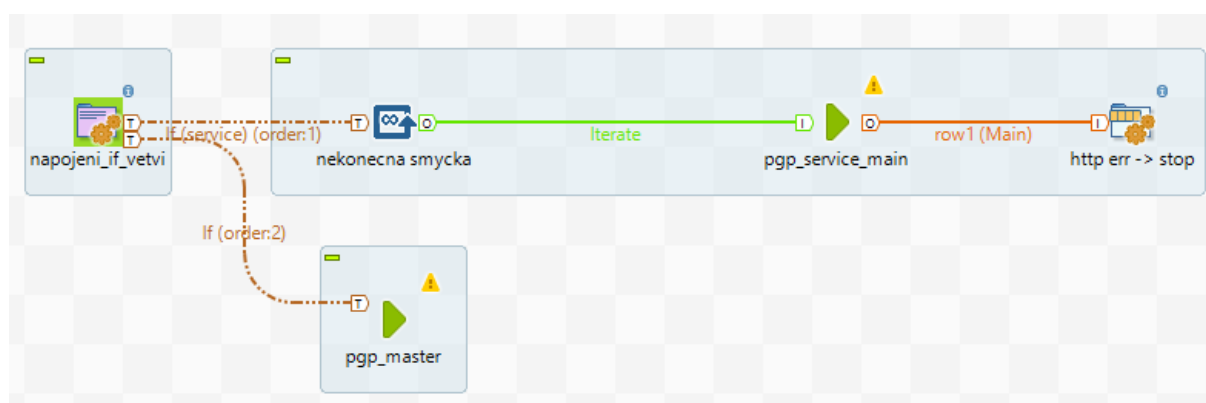 T
T
If (service) (order:1)
T
O
Iterate
I
O
row1 (Main)
I
napojeni_if_vetvi
nekonecna smycka
pgp_service_main
http err -> stop
If (order:2)
T
pgp_master